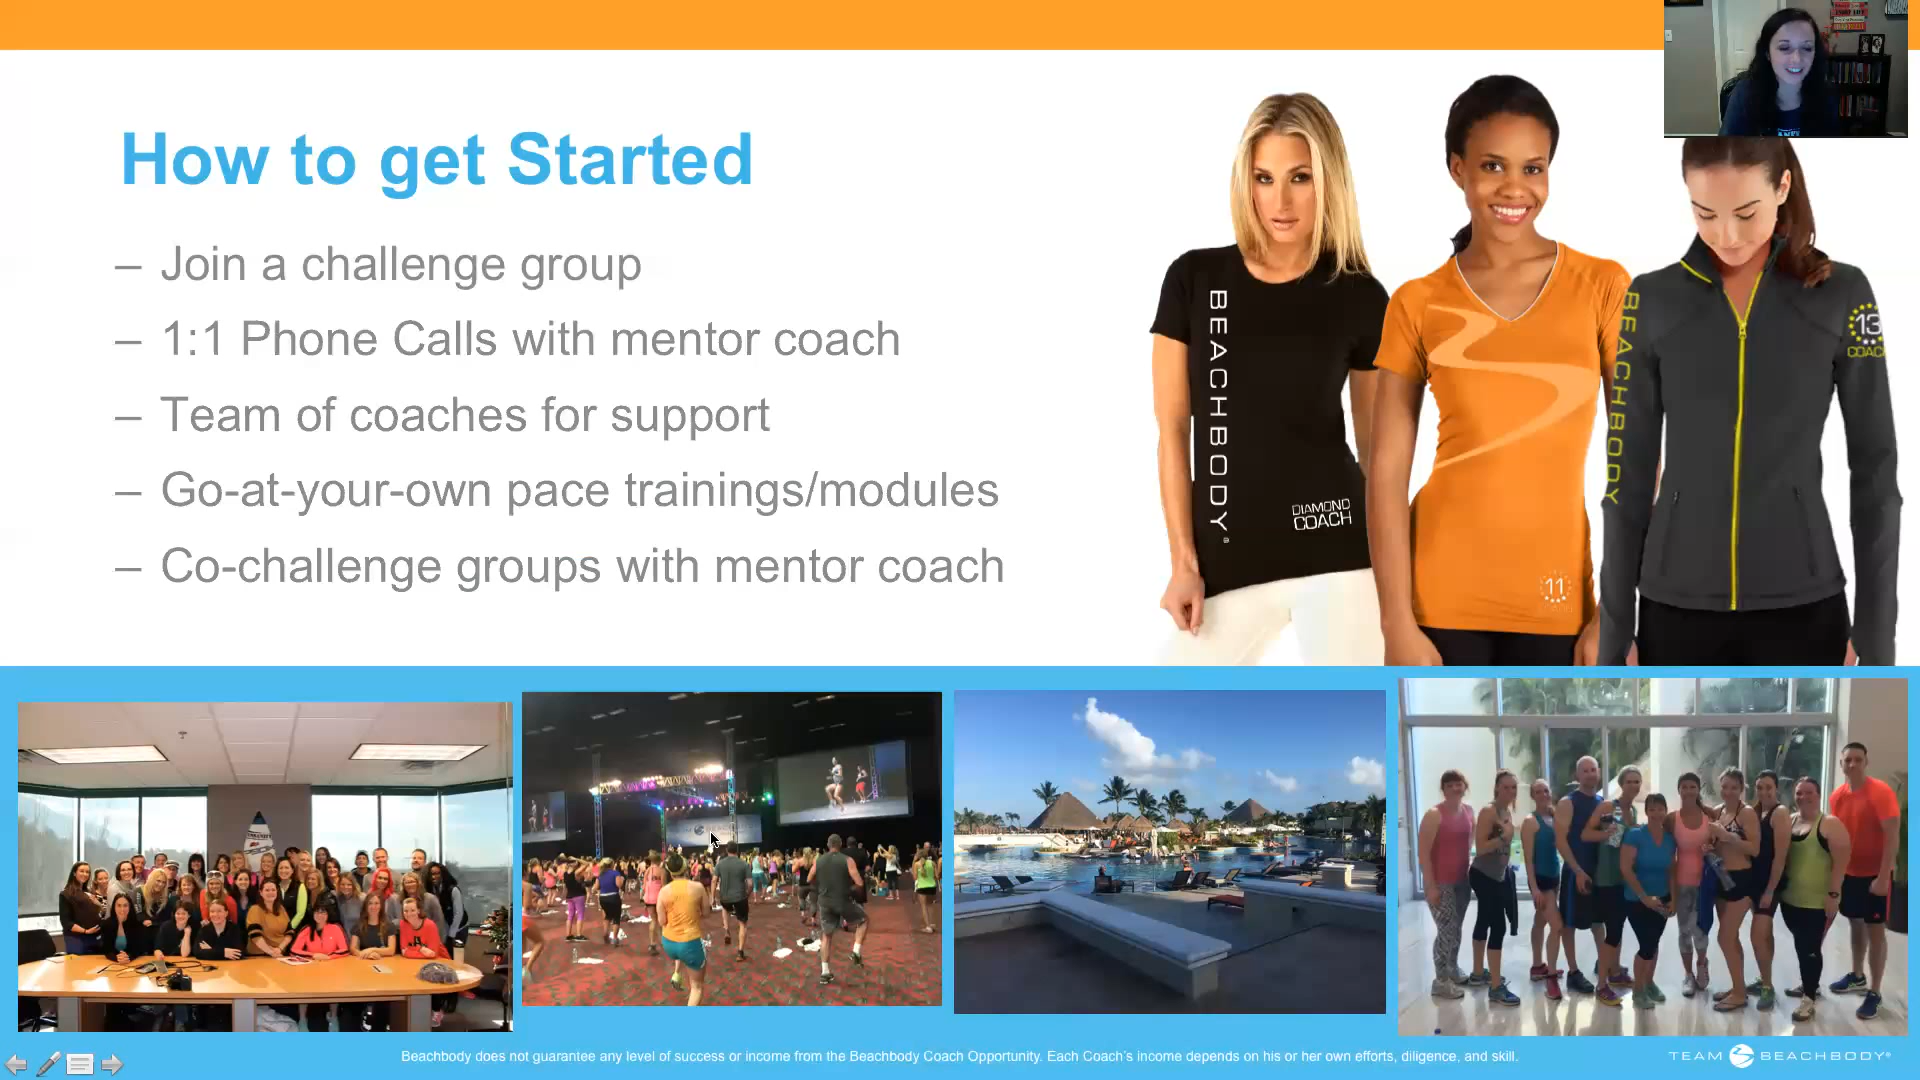 How to get Started
– Join a challenge group
– 1:1 Phone Calls with mentor coach
– Team of coaches for support
– Go-at-your-own pace trainings/modules
– Co-challenge groups with mentor coach
BEACHBODY®
DIAMOND
COACH
11
BEACHBODY
13
COACH
Beachbody does not guarantee any level of success or income from the Beachbody Coach Opportunity. Each Coach's income depends on his or her own efforts, diligence, and skill.
TEAM BEACHBODY®